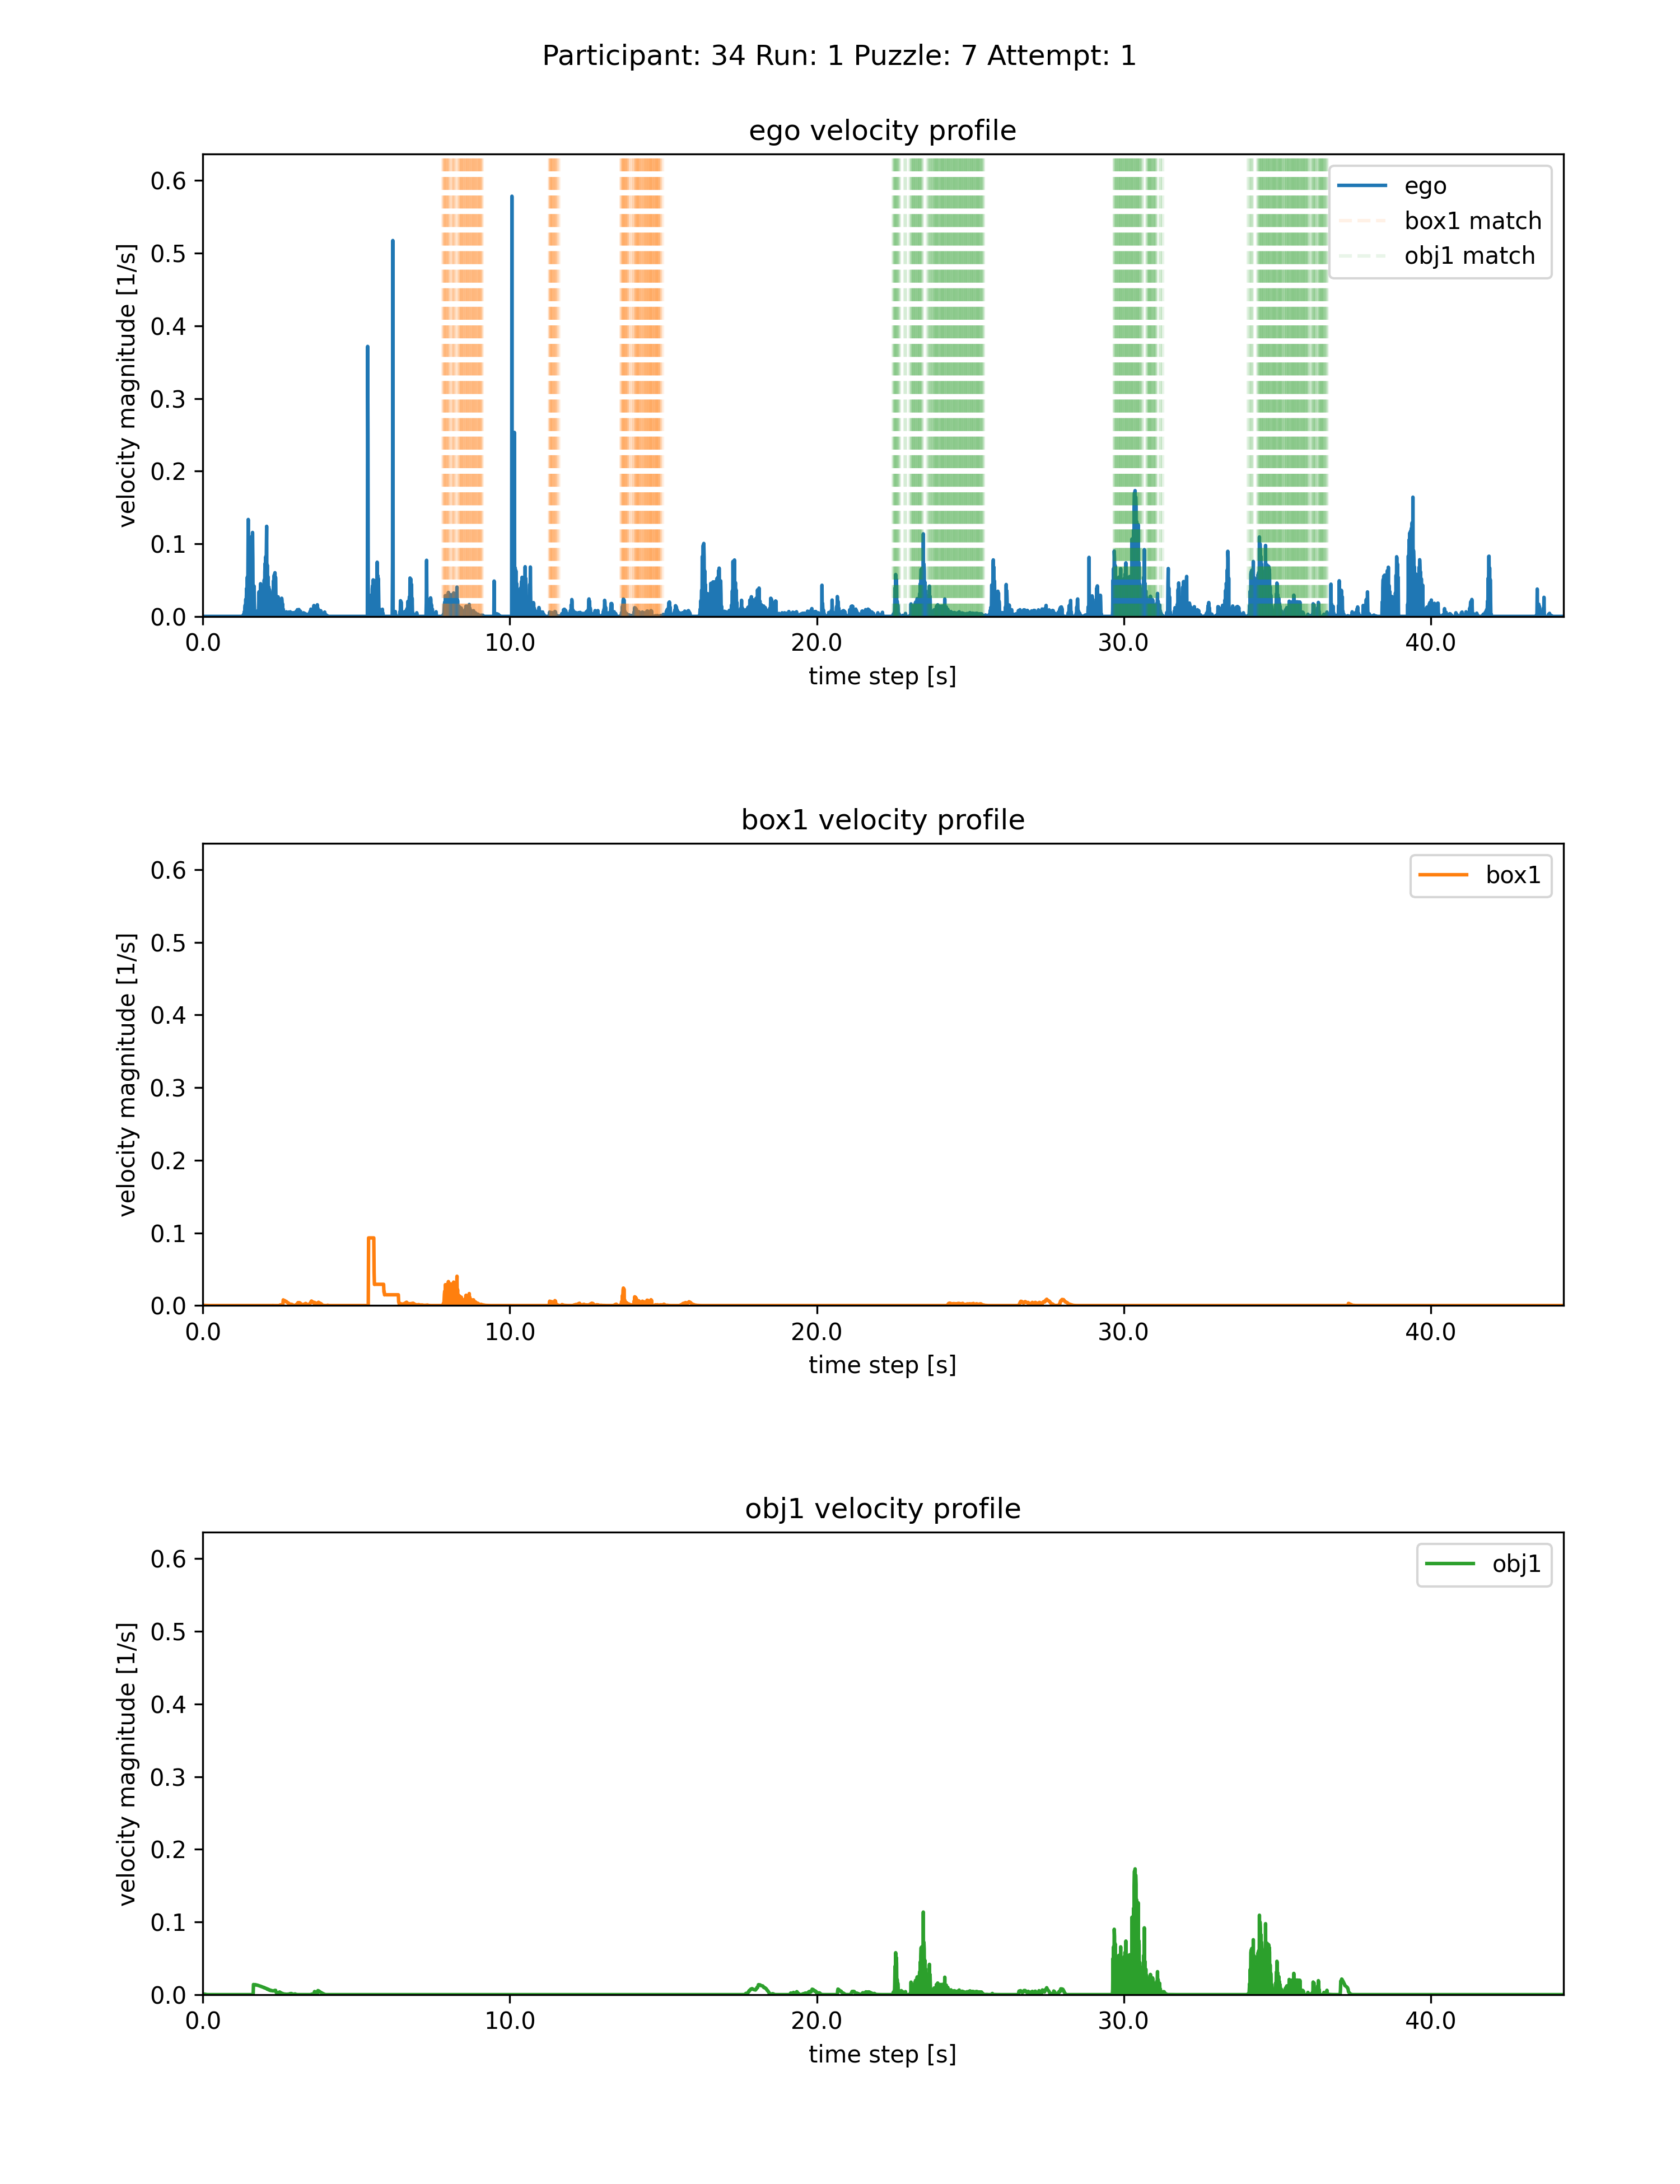 Participant: 34 Run: 1 Puzzle: 7 Attempt: 1
ego velocity profile
velocity magnitude [1/s]
0.6
0.5
0.4
0.3
0.2
0.1
0.0
ego
box1 match
obj1 match
0.0 10.0 20.0 30.0 40.0
time step [s]
box1 velocity profile
velocity magnitude [1/s]
0.6
0.5
0.4
0.3
0.2
0.1
0.0
box1
0.0 10.0 20.0 30.0 40.0
time step [s]
obj1 velocity profile
velocity magnitude [1/s]
0.6
0.5
0.4
0.3
0.2
0.1
0.0
obj1
0.0 10.0 20.0 30.0 40.0
time step [s]